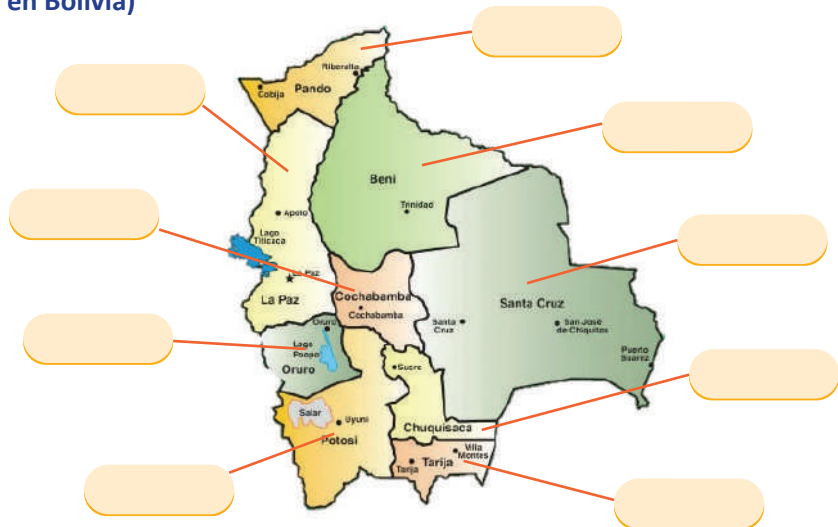 en Bolivia)
Riberalta
Cobija
Pando
Beni
Trinidad
Apolo
Lago
Titicaca
La Paz
La Paz
Cochabamba
Cochabamba
Santa Cruz
Santa
Cruz
San José
de Chiquitos
Puerto
Suarez
Oruro
Lago
Poopo
Oruro
Sucre
Salar
Uyuni
Potosi
Chuquisaca
Villa
Montes
Tarija
Tarija